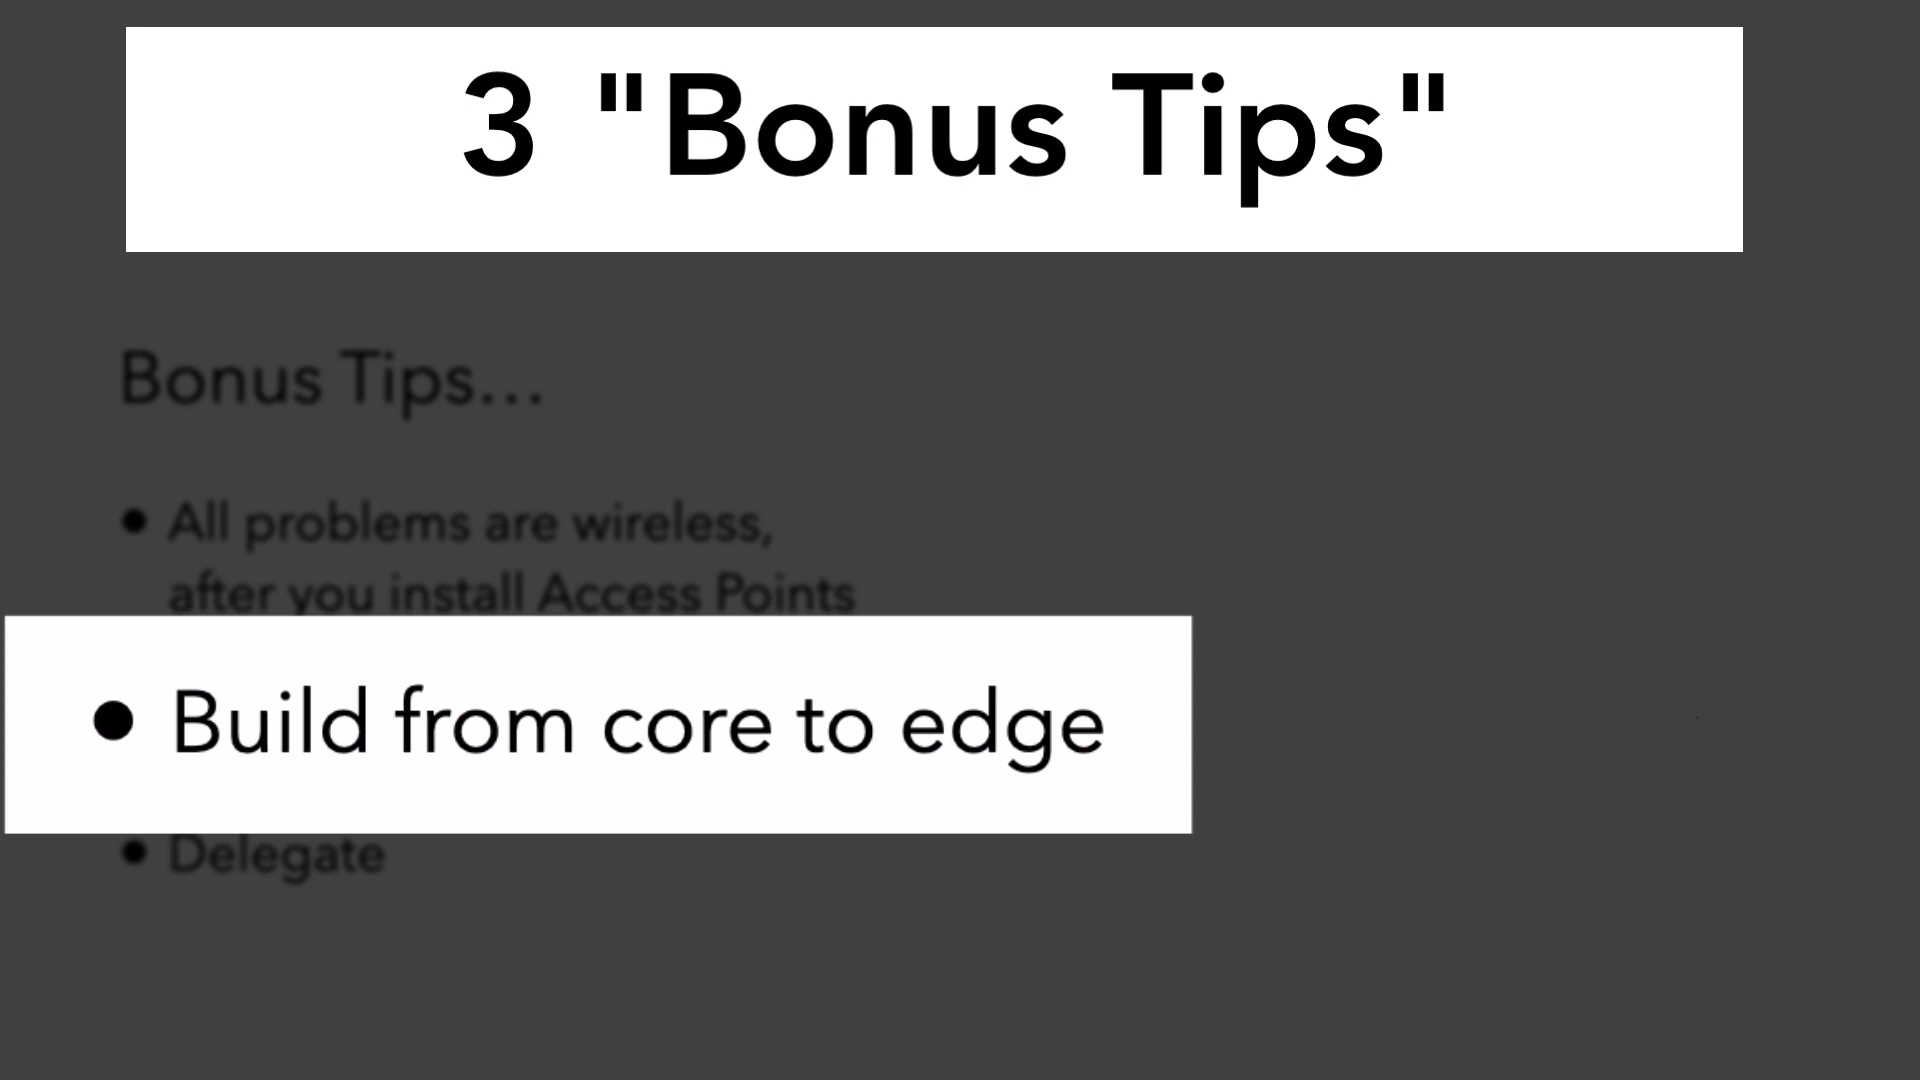 3 "Bonus Tips"
Bonus Tips...
• All problems are wireless,
after you install Access Points
• Build from core to edge
• Delegate